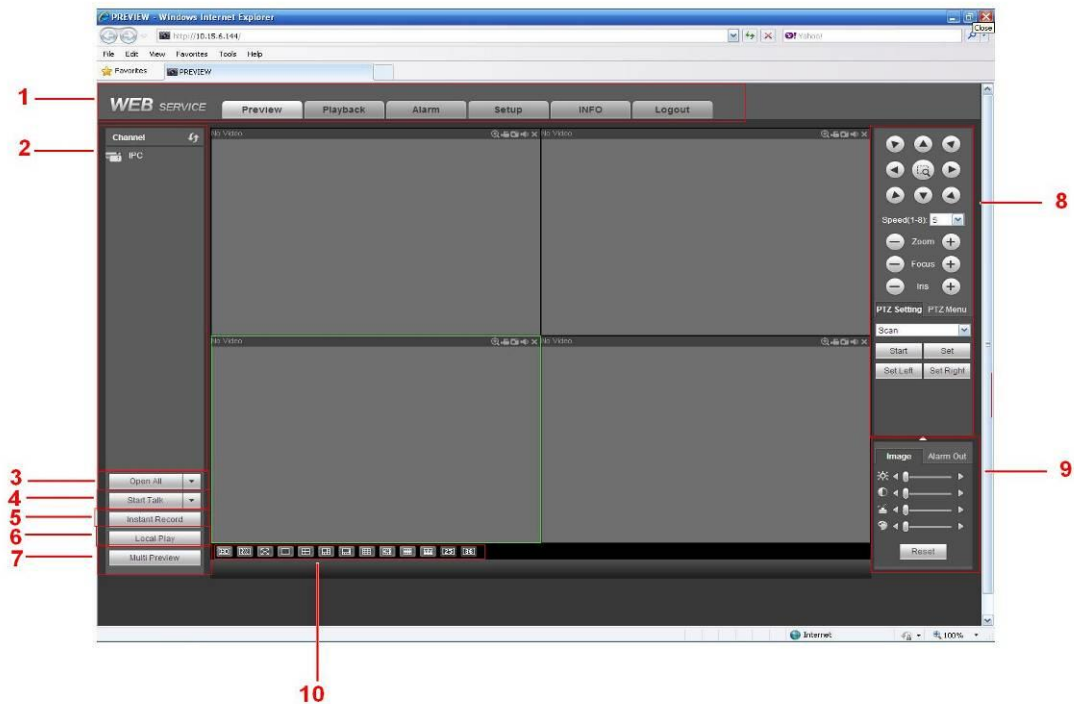 PREVIEW - Windows Internet Explorer
Close
http://10.15.6.144/
Yahoo!
File Edit View Favorites Tools Help
Favorites
PREVIEW
1
WEB SERVICE
Preview
Playback
Alarm
Setup
INFO
Logout
2
Channel
IPC
No Video
No Video
8
Speed(1-8): 5
Zoom
Focus
Iris
PTZ Setting PTZ Menu
Scan
Start Set
Set Left Set Right
No Video
No Video
3
Open All
4
Start Talk
5
Instant Record
6
Local Play
7
Multi Preview
9
Image Alarm Out
Reset
25 36
10
Internet
100%